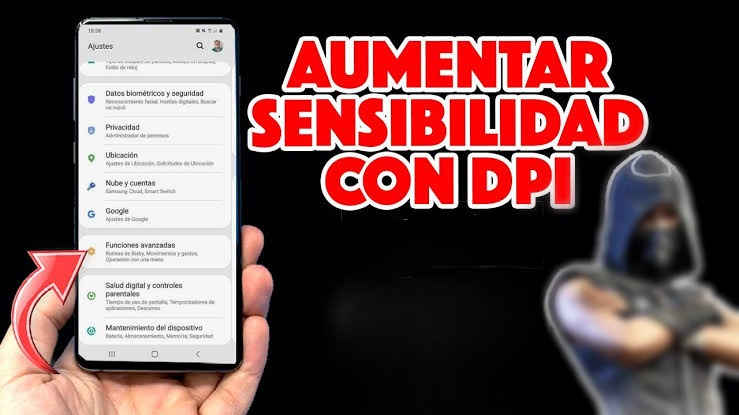 18:38
Ajustes
Estilo de reloj
Datos biométricos y seguridad
Reconocimiento facial, Huellas digitales, Buscar
mi móvil
Privacidad
Administrador de permisos
Ubicación
Ajustes de Ubicación, Solicitudes de Ubicación
Nube y cuentas
Samsung Cloud, Smart Switch
Google
Ajustes de Google
Funciones avanzadas
Rutinas de Bixby, Movimientos y gestos,
Operación con una mano
Salud digital y controles
parentales
Tiempo de uso de pantalla, Temporizadores de
aplicaciones, Descanso
Mantenimiento del dispositivo
Batería, Almacenamiento, Memoria, Seguridad
AUMENTAR
SENSIBILIDAD
CON DPI